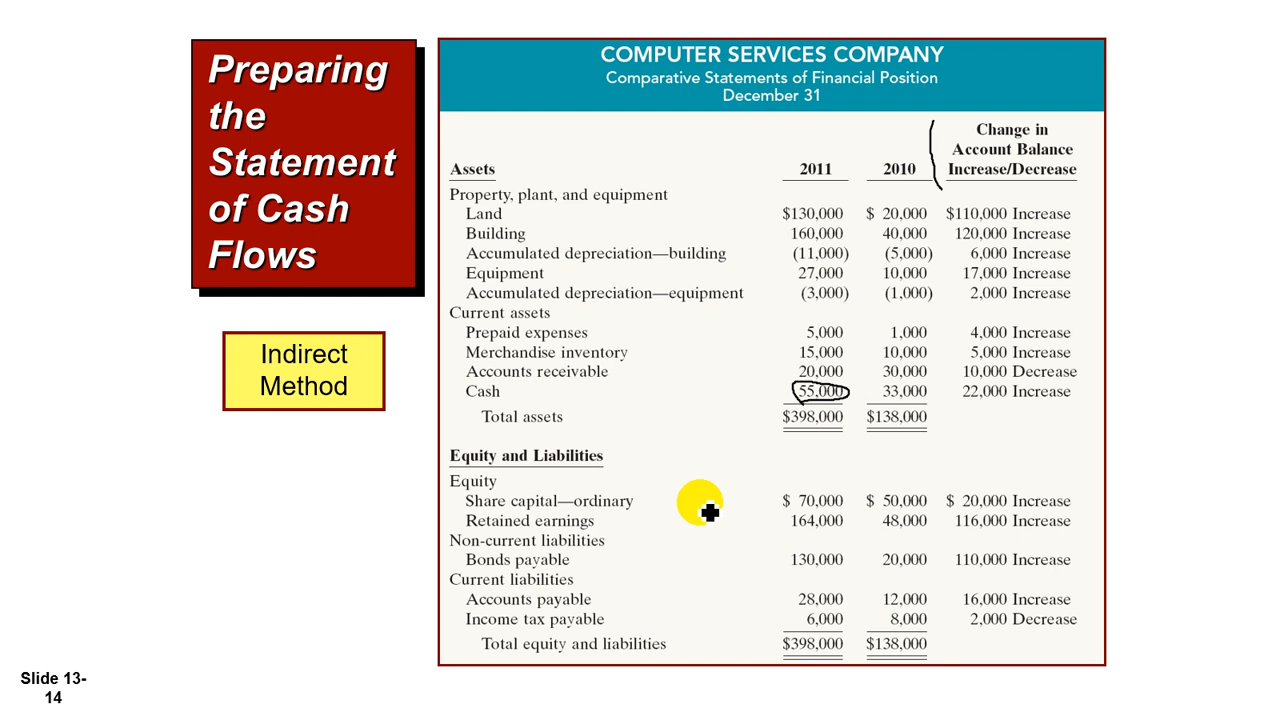 Preparing
the
Statement
of Cash
Flows
Indirect
Method
COMPUTER SERVICES COMPANY
Comparative Statements of Financial Position
December 31
Change in
Account Balance
Assets 2011 2010 Increase/Decrease
Property, plant, and equipment
Land $130,000 $ 20,000 $110,000 Increase
Building 160,000 40,000 120,000 Increase
Accumulated depreciation—building (11,000) (5,000) 6,000 Increase
Equipment 27,000 10,000 17,000 Increase
Accumulated depreciation—equipment (3,000) (1,000) 2,000 Increase
Current assets
Prepaid expenses 5,000 1,000 4,000 Increase
Merchandise inventory 15,000 10,000 5,000 Increase
Accounts receivable 20,000 30,000 10,000 Decrease
Cash 55,000 33,000 22,000 Increase
Total assets $398,000 $138,000
Equity and Liabilities
Equity
Share capital—ordinary $ 70,000 $ 50,000 $ 20,000 Increase
Retained earnings 164,000 48,000 116,000 Increase
Non-current liabilities
Bonds payable 130,000 20,000 110,000 Increase
Current liabilities
Accounts payable 28,000 12,000 16,000 Increase
Income tax payable 6,000 8,000 2,000 Decrease
Total equity and liabilities $398,000 $138,000
Slide 13-
14